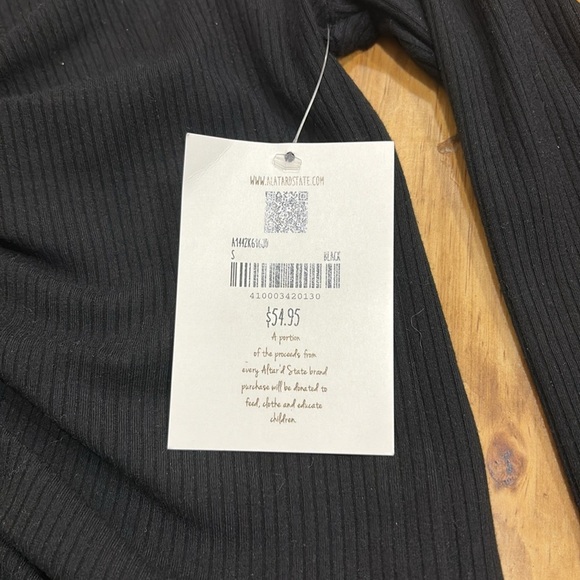 WWW.ALTARDSTATE.COM
S BLACK
410003420130
$54.95
A portion
of the proceeds from
every Altar'd State brand
purchase will be donated to
feed, clothe and educate
children.